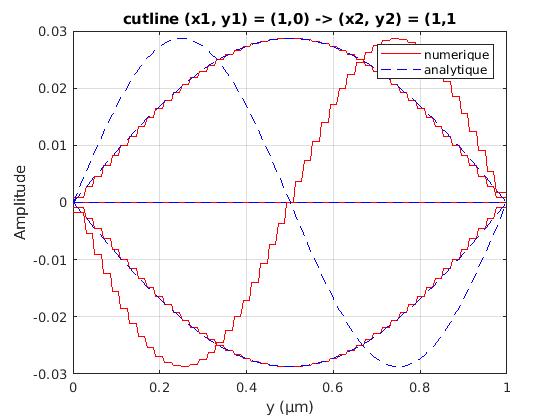 cutline (x1, y1) = (1,0) -> (x2, y2) = (1,1
0.03
0.02
0.01
0
-0.01
-0.02
-0.03
Amplitude
numerique
analytique
0
0.2
0.4
0.6
0.8
1
y (μm)